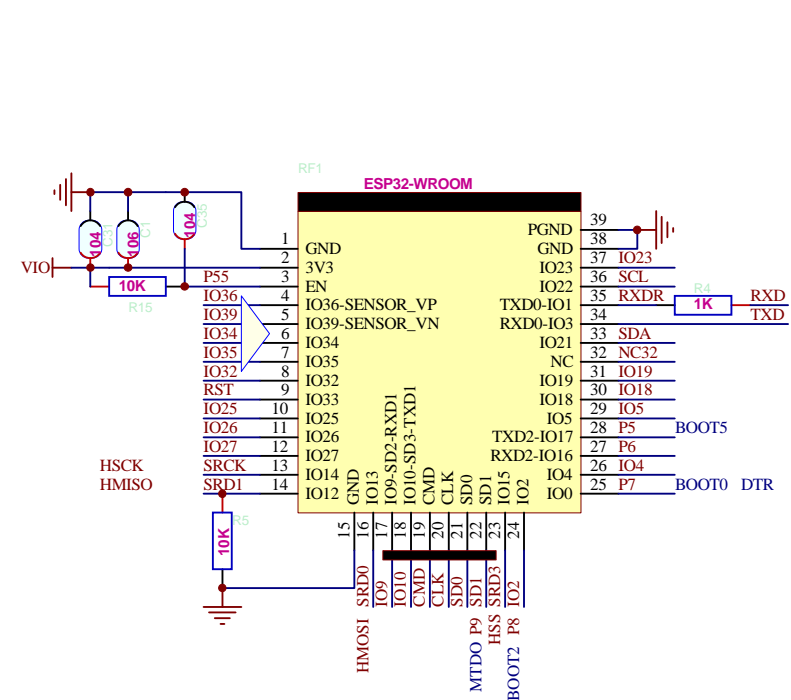 RF1
ESP32-WROOM
104
C31
106
C1
104
C35
VIO
10K
R15
1 GND
2 3V3
P55 3 EN
IO36 4 IO36-SENSOR_VP
IO39 5 IO39-SENSOR_VN
IO34 6 IO34
IO35 7 IO35
IO32 8 IO32
RST 9 IO33
IO25 10 IO25
IO26 11 IO26
IO27 12 IO27
HSCK SRCK 13 IO14
HMISO SRD1 14 IO12
10K
R5
39 PGND
38 GND
IO23 37 IO23
IO22 36 SCL
TXD0-IO1 35 RXDR
R4
1K
RXD
RXD0-IO3 34 TXD
IO21 33 SDA
NC 32 NC32
IO19 31 IO19
IO18 30 IO18
IO5 29 IO5
TXD2-IO17 28 P5 BOOT5
RXD2-IO16 27 P6
IO4 26 IO4
IO0 25 P7 BOOT0 DTR
GND 15
IO13 16 SRD0 HMOSI
IO9-SD2-RXD1 17 IO9
IO10-SD3-TXD1 18 IO10
CMD 19 CMD
CLK 20 CLK
SD0 21 SD0
SD1 22 SD1 P9 MTDO
IO15 23 SRD3 HSS
IO2 24 IO2 P8 BOOT2